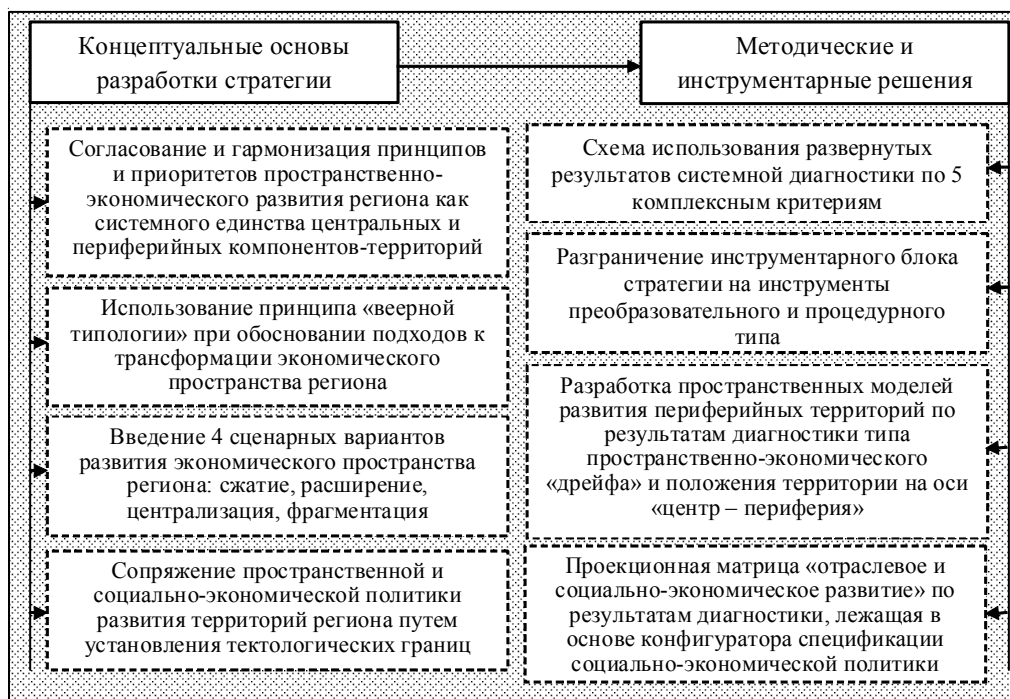 Концептуальные основы
разработки стратегии
Методические и
инструментарные решения
Согласование и гармонизация принципов
и приоритетов пространственно-
экономического развития региона как
системного единства центральных и
периферийных компонентов-территорий
Использование принципа «веерной
типологии» при обосновании подходов к
трансформации экономического
пространства региона
Введение 4 сценарных вариантов
развития экономического пространства
региона: сжатие, расширение,
централизация, фрагментация
Сопряжение пространственной и
социально-экономической политики
развития территорий региона путем
установления тектологических границ
Схема использования развернутых
результатов системной диагностики по 5
комплексным критериям
Разграничение инструментарного блока
стратегии на инструменты
преобразовательного и процедурного
типа
Разработка пространственных моделей
развития периферийных территорий по
результатам диагностики типа
пространственно-экономического
«дрейфа» и положения территории на оси
«центр – периферия»
Проекционная матрица «отраслевое и
социально-экономическое развитие» по
результатам диагностики, лежащая в
основе конфигуратора спецификации
социально-экономической политики